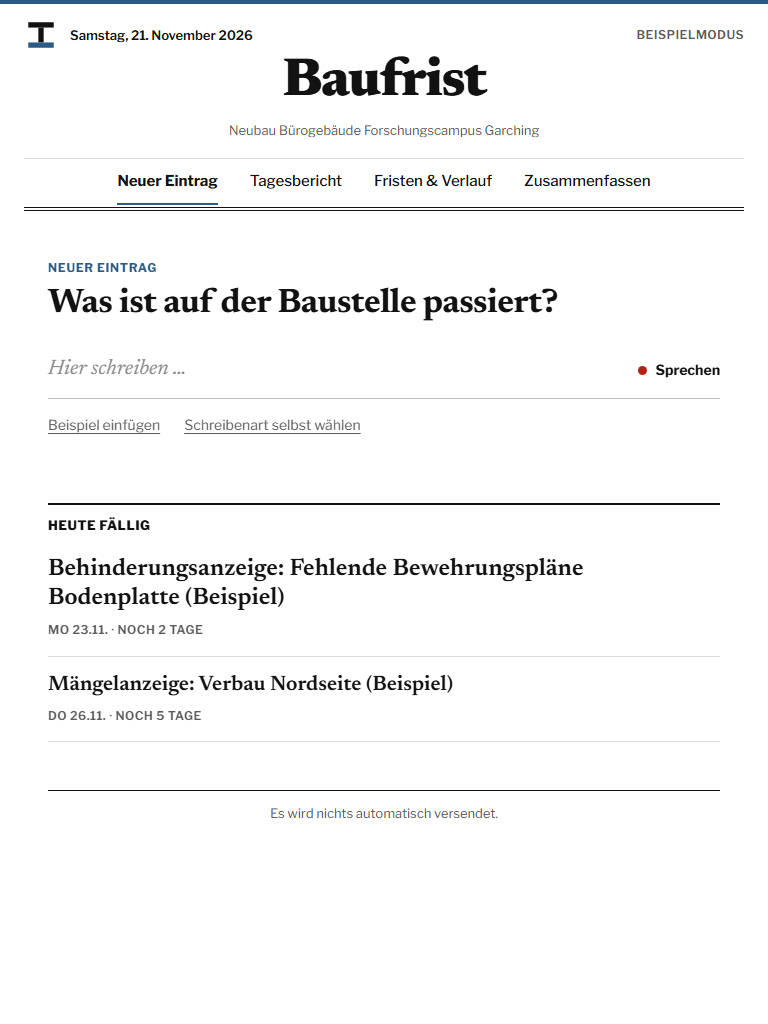 Samstag, 21. November 2026
BEISPIELMODUS
Baufrist
Neubau Bürogebäude Forschungscampus Garching
Neuer Eintrag
Tagesbericht
Fristen & Verlauf
Zusammenfassen
NEUER EINTRAG
Was ist auf der Baustelle passiert?
Hier schreiben ...
Sprechen
Beispiel einfügen
Schreibenart selbst wählen
HEUTE FÄLLIG
Behinderungsanzeige: Fehlende Bewehrungspläne
Bodenplatte (Beispiel)
MO 23.11. · NOCH 2 TAGE
Mängelanzeige: Verbau Nordseite (Beispiel)
DO 26.11. · NOCH 5 TAGE
Es wird nichts automatisch versendet.